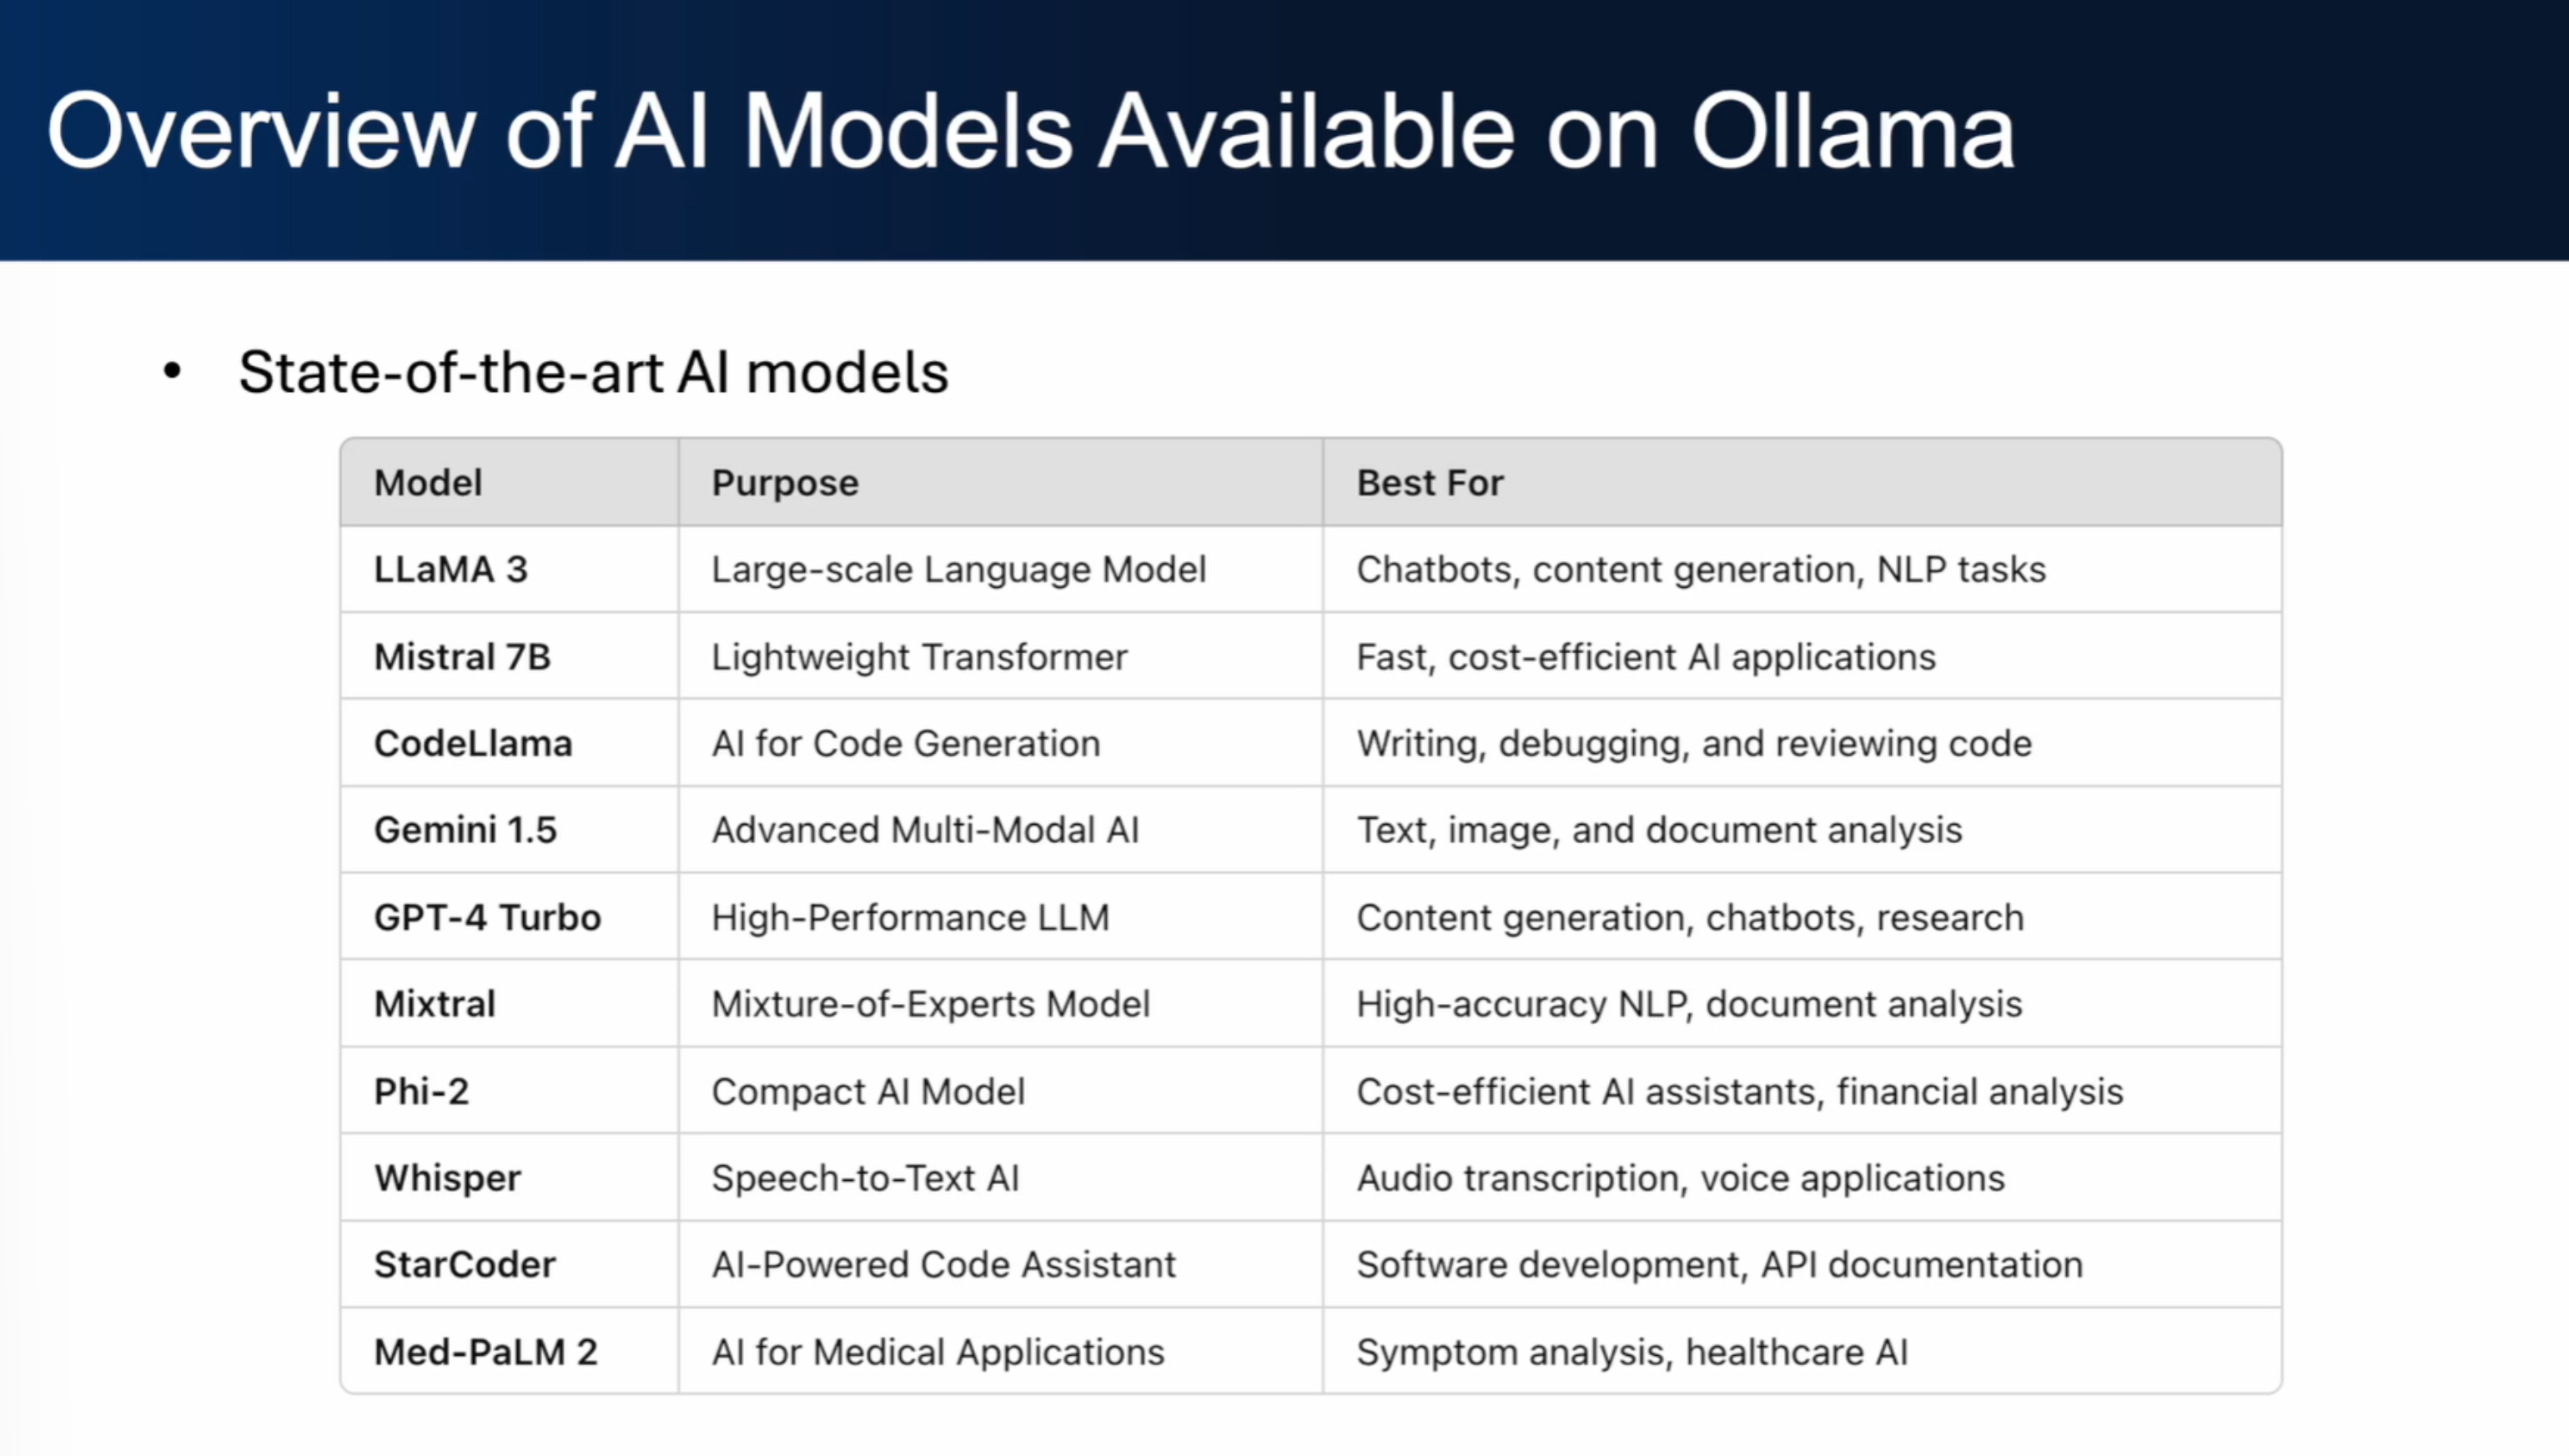 Overview of AI Models Available on Ollama
• State-of-the-art AI models
Model Purpose Best For
LLaMA 3 Large-scale Language Model Chatbots, content generation, NLP tasks
Mistral 7B Lightweight Transformer Fast, cost-efficient AI applications
CodeLlama AI for Code Generation Writing, debugging, and reviewing code
Gemini 1.5 Advanced Multi-Modal AI Text, image, and document analysis
GPT-4 Turbo High-Performance LLM Content generation, chatbots, research
Mixtral Mixture-of-Experts Model High-accuracy NLP, document analysis
Phi-2 Compact AI Model Cost-efficient AI assistants, financial analysis
Whisper Speech-to-Text AI Audio transcription, voice applications
StarCoder AI-Powered Code Assistant Software development, API documentation
Med-PaLM 2 AI for Medical Applications Symptom analysis, healthcare AI